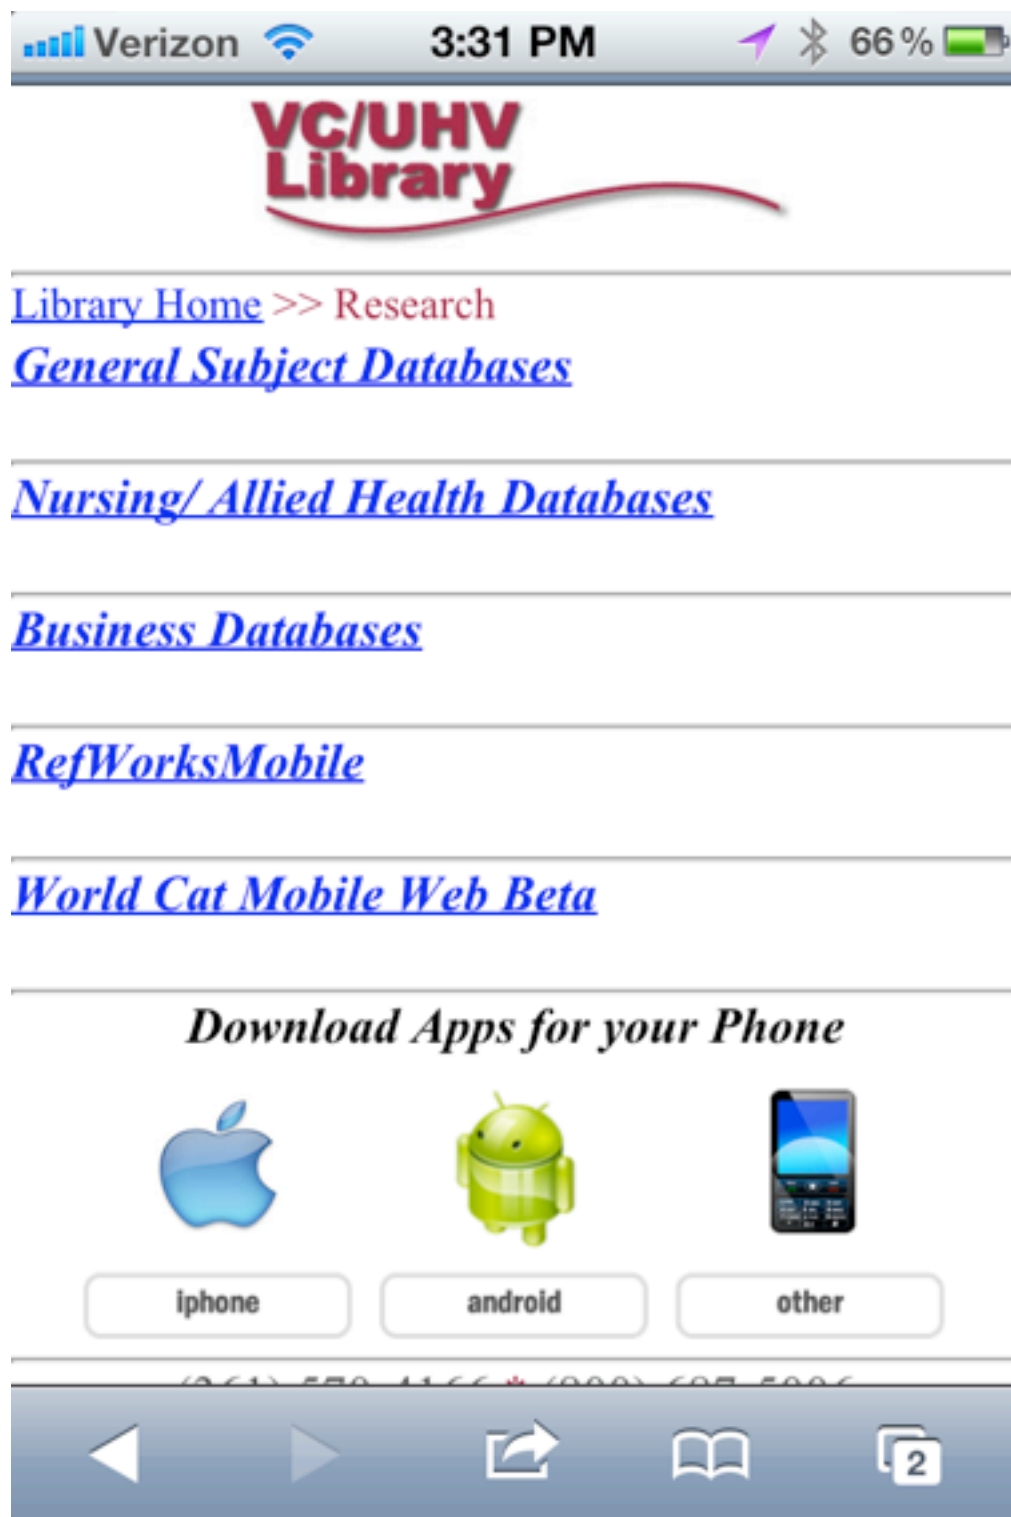 Verizon 3:31 PM 66%
VC/UHV
Library
Library Home >> Research
General Subject Databases
Nursing/ Allied Health Databases
Business Databases
RefWorksMobile
World Cat Mobile Web Beta
Download Apps for your Phone
iphone android other
2